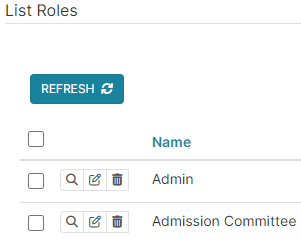 List Roles
REFRESH
Name
Admin
Admission Committee